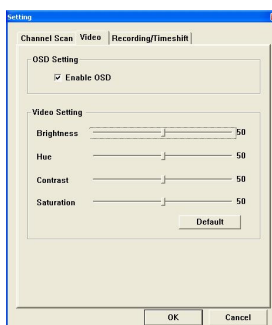 Setting
Channel Scan Video Recording/Timeshift
OSD Setting
Enable OSD
Video Setting
Brightness 50
Hue 50
Contrast 50
Saturation 50
Default
OK Cancel